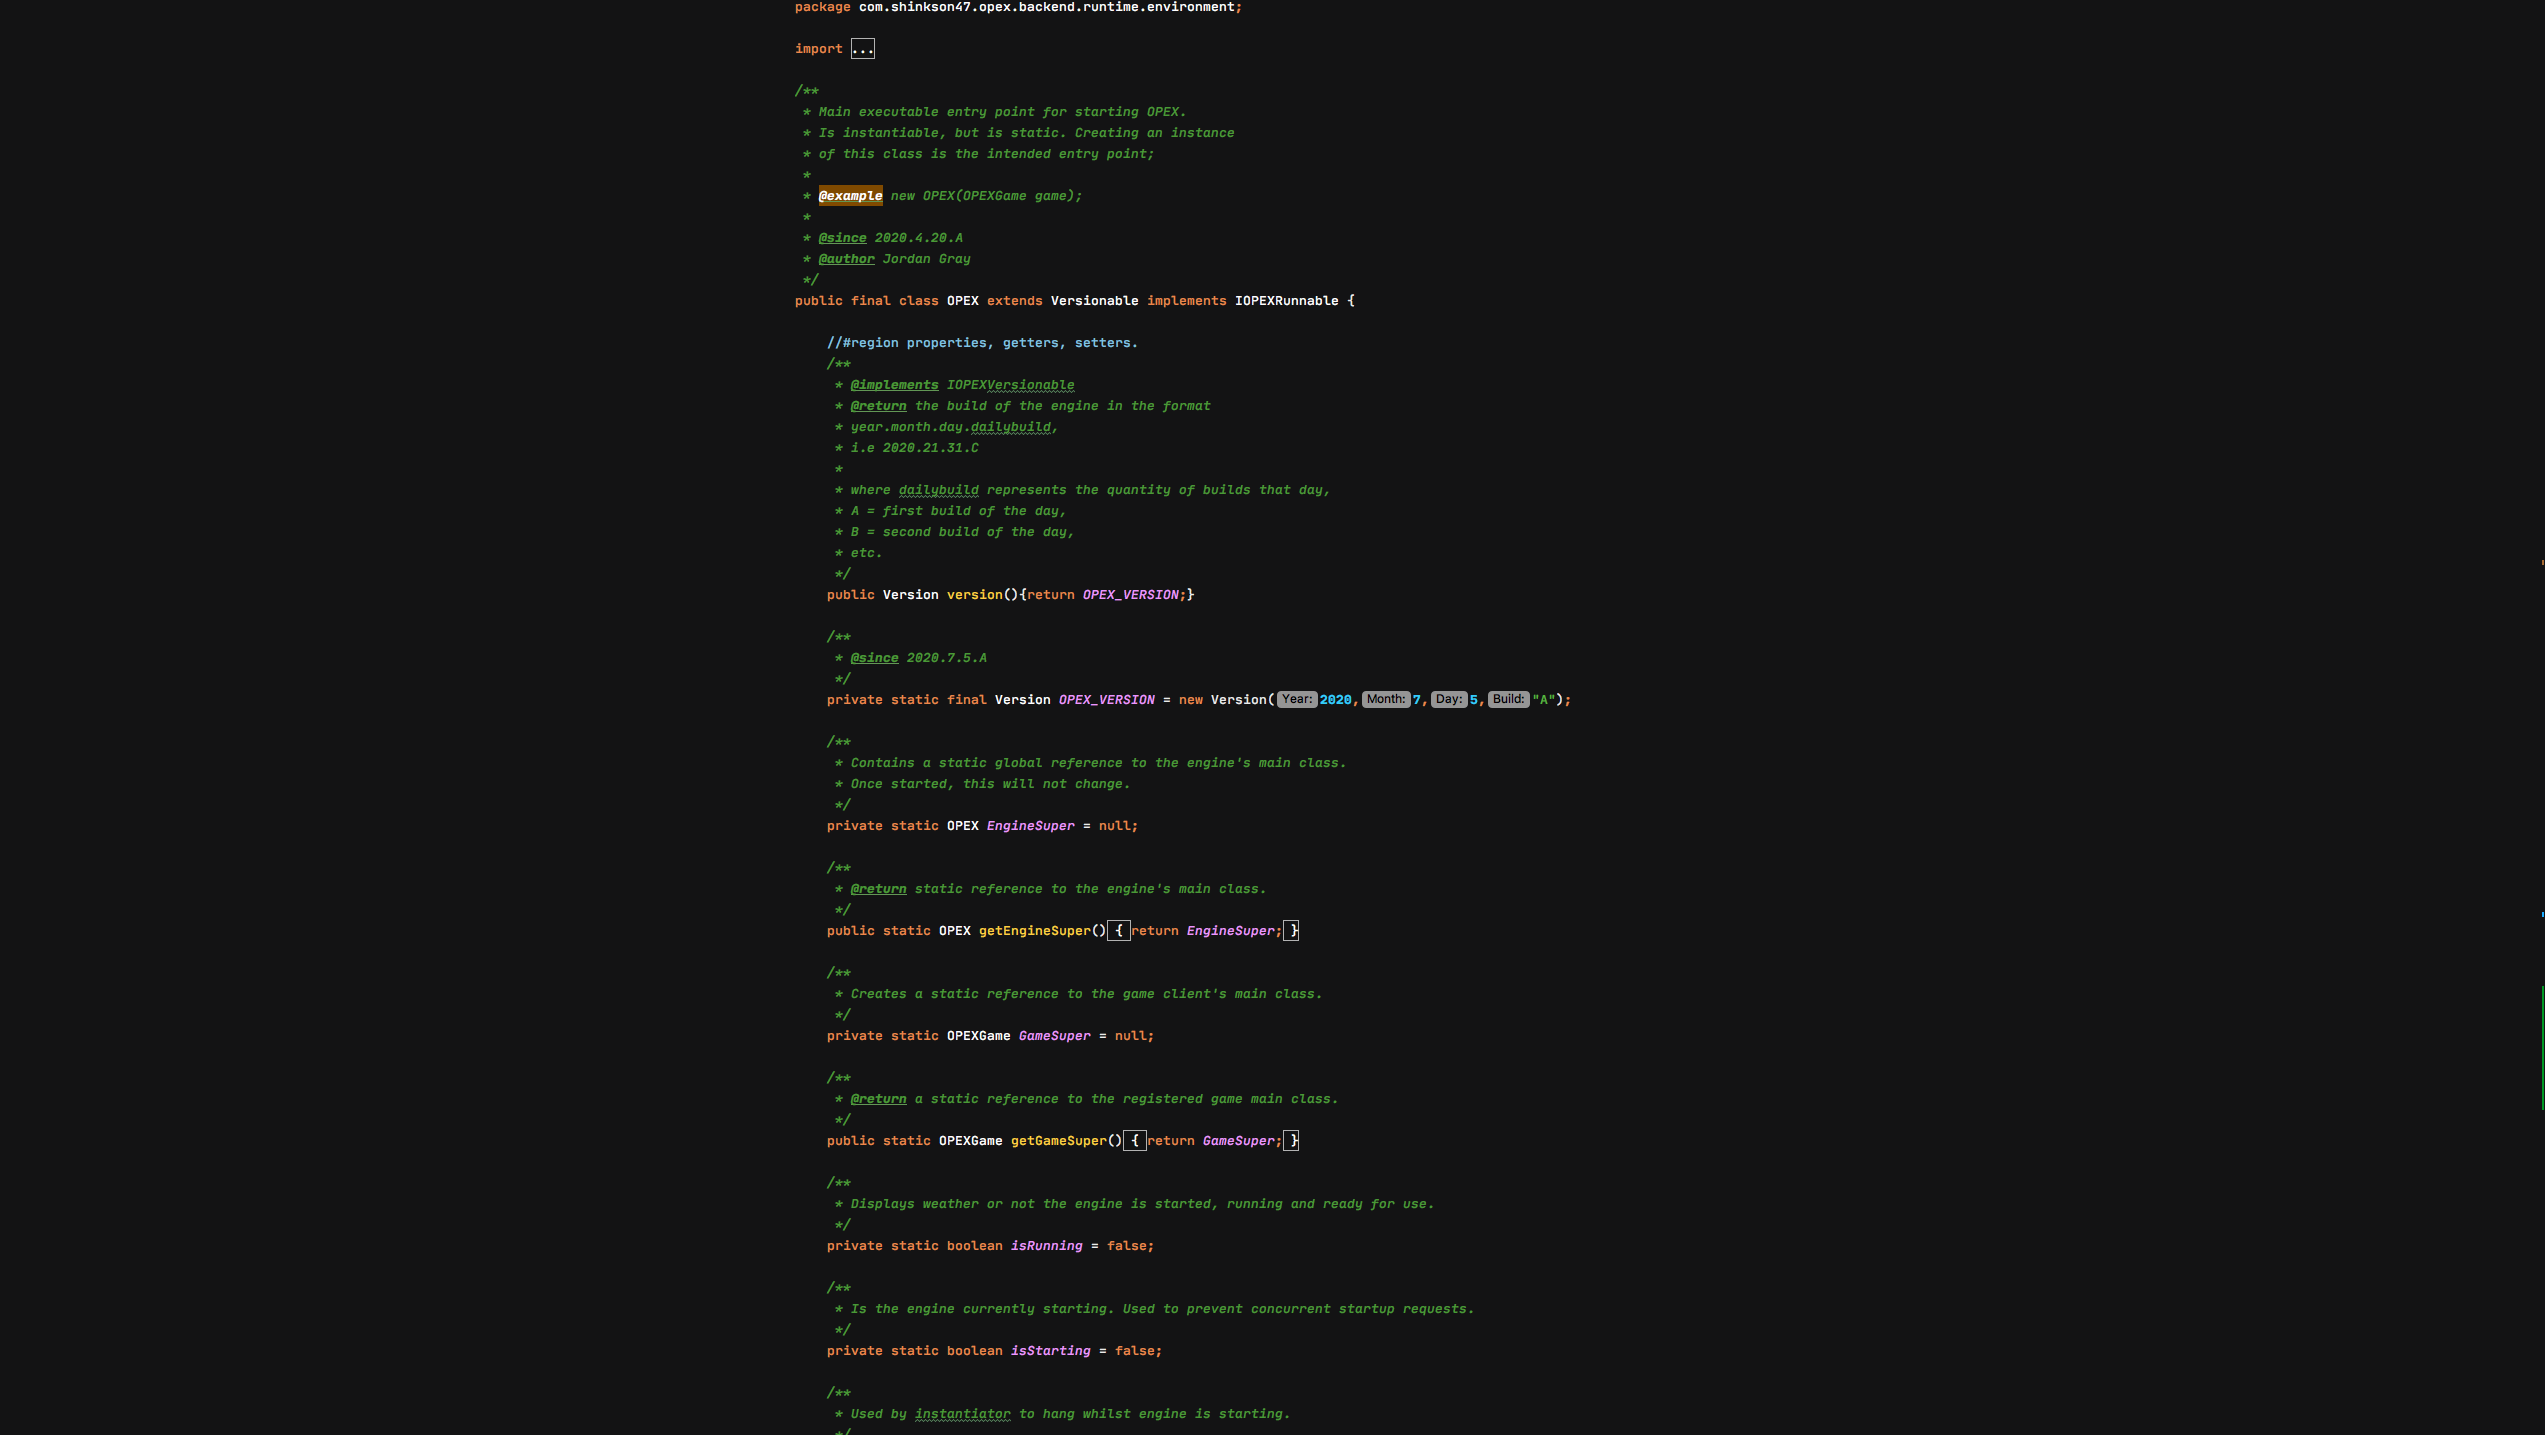 package com.shinkson47.opex.backend.runtime.environment;
import ...
/**
* Main executable entry point for starting OPEX.
* Is instantiable, but is static. Creating an instance
* of this class is the intended entry point;
*
* @example new OPEX(OPEXGame game);
*
* @since 2020.4.20.A
* @author Jordan Gray
*/
public final class OPEX extends Versionable implements IOPEXRunnable {
//#region properties, getters, setters.
/**
* @implements IOPEXVersionable
* @return the build of the engine in the format
* year.month.day.dailybuild,
* i.e 2020.21.31.C
*
* where dailybuild represents the quantity of builds that day,
* A = first build of the day,
* B = second build of the day,
* etc.
*/
public Version version(){return OPEX_VERSION;}
/**
* @since 2020.7.5.A
*/
private static final Version OPEX_VERSION = new Version( Year: 2020, Month: 7, Day: 5, Build: "A");
/**
* Contains a static global reference to the engine's main class.
* Once started, this will not change.
*/
private static OPEX EngineSuper = null;
/**
* @return static reference to the engine's main class.
*/
public static OPEX getEngineSuper() { return EngineSuper; }
/**
* Creates a static reference to the game client's main class.
*/
private static OPEXGame GameSuper = null;
/**
* @return a static reference to the registered game main class.
*/
public static OPEXGame getGameSuper() { return GameSuper; }
/**
* Displays weather or not the engine is started, running and ready for use.
*/
private static boolean isRunning = false;
/**
* Is the engine currently starting. Used to prevent concurrent startup requests.
*/
private static boolean isStarting = false;
/**
* Used by instantiator to hang whilst engine is starting.
*/